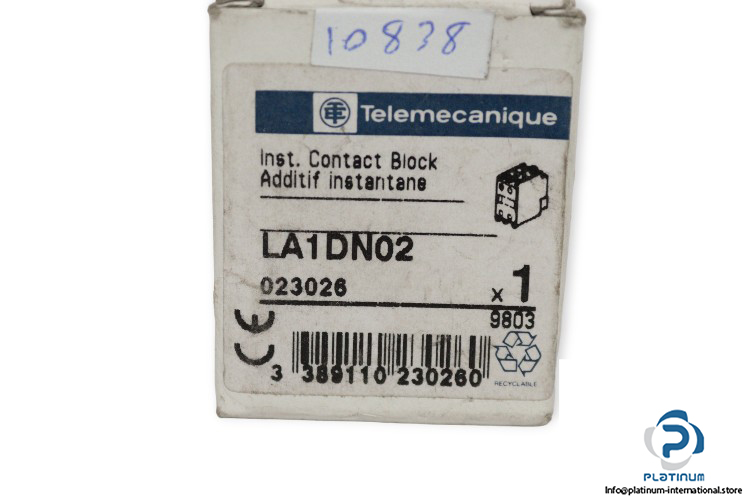 10838
Telemecanique
Inst. Contact Block
Additif instantane
LA1DN02
023026
x 1
9803
CE
3 389110 230260
RECYCLABLE
PLATINUM
Info@platinum-international.store